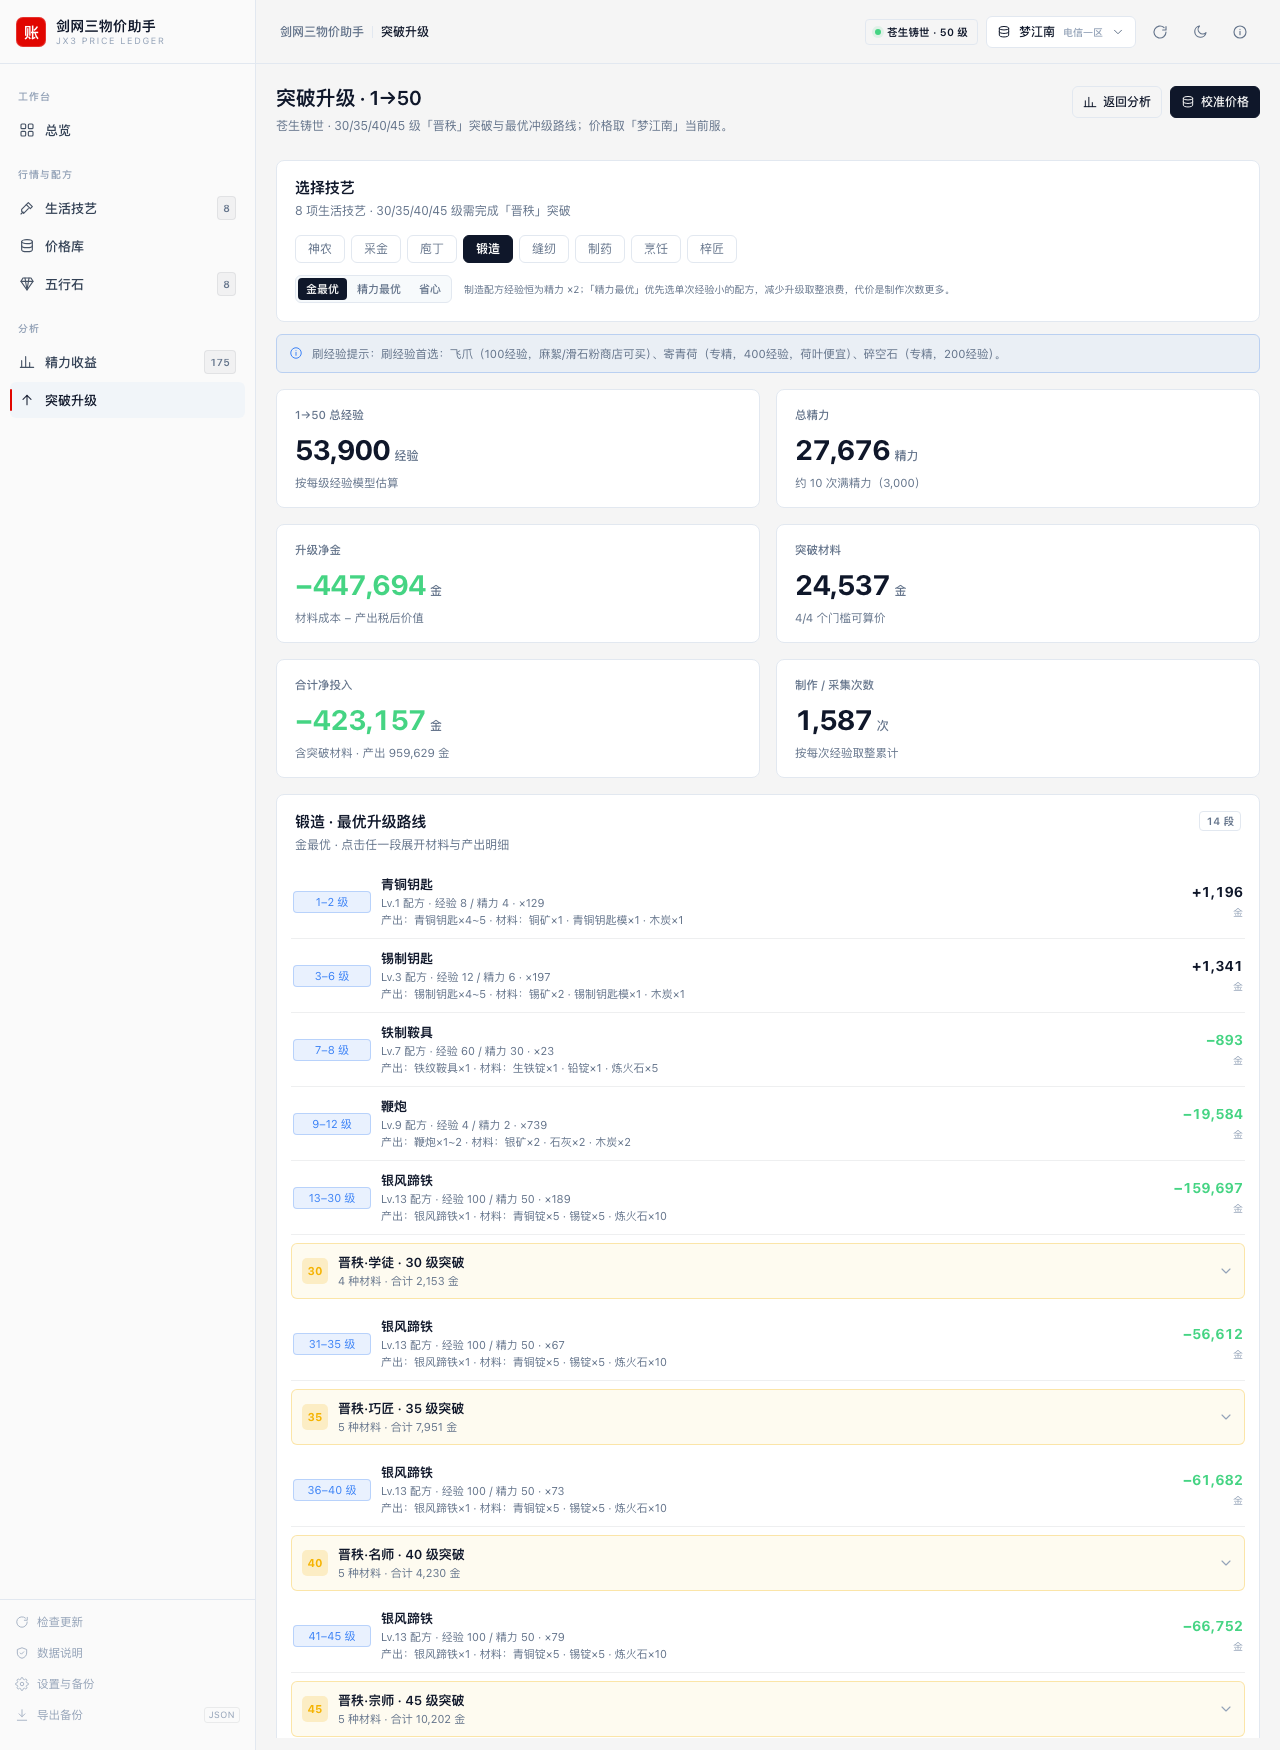 账
剑网三物价助手
JX3 PRICE LEDGER
工作台
总览
行情与配方
生活技艺
8
价格库
五行石
8
分析
精力收益
175
突破升级
检查更新
数据说明
设置与备份
导出备份
JSON
剑网三物价助手
突破升级
苍生铸世 · 50 级
梦江南 电信一区
突破升级 · 1→50
苍生铸世 · 30/35/40/45 级「晋秩」突破与最优冲级路线；价格取「梦江南」当前服。
返回分析
校准价格
选择技艺
8 项生活技艺 · 30/35/40/45 级需完成「晋秩」突破
神农 采金 庖丁 锻造 缝纫 制药 烹饪 梓匠
金最优 精力最优 省心
制造配方经验恒为精力 ×2；「精力最优」优先选单次经验小的配方，减少升级取整浪费，代价是制作次数更多。
刷经验提示：刷经验首选：飞爪（100经验，麻絮/滑石粉商店可买）、寄青荷（专精，400经验，荷叶便宜）、碎空石（专精，200经验）。
1→50 总经验
53,900 经验
按每级经验模型估算
总精力
27,676 精力
约 10 次满精力（3,000）
升级净金
−447,694 金
材料成本 − 产出税后价值
突破材料
24,537 金
4/4 个门槛可算价
合计净投入
−423,157 金
含突破材料 · 产出 959,629 金
制作 / 采集次数
1,587 次
按每次经验取整累计
锻造 · 最优升级路线
14 段
金最优 · 点击任一段展开材料与产出明细
1–2 级
青铜钥匙
Lv.1 配方 · 经验 8 / 精力 4 · ×129
产出：青铜钥匙×4~5 · 材料：铜矿×1 · 青铜钥匙模×1 · 木炭×1
+1,196
金
3–6 级
锡制钥匙
Lv.3 配方 · 经验 12 / 精力 6 · ×197
产出：锡制钥匙×4~5 · 材料：锡矿×2 · 锡制钥匙模×1 · 木炭×1
+1,341
金
7–8 级
铁制鞍具
Lv.7 配方 · 经验 60 / 精力 30 · ×23
产出：铁纹鞍具×1 · 材料：生铁锭×1 · 铅锭×1 · 炼火石×5
−893
金
9–12 级
鞭炮
Lv.9 配方 · 经验 4 / 精力 2 · ×739
产出：鞭炮×1~2 · 材料：银矿×2 · 石灰×2 · 木炭×2
−19,584
金
13–30 级
银风蹄铁
Lv.13 配方 · 经验 100 / 精力 50 · ×189
产出：银风蹄铁×1 · 材料：青铜锭×5 · 锡锭×5 · 炼火石×10
−159,697
金
30
晋秩·学徒 · 30 级突破
4 种材料 · 合计 2,153 金
31–35 级
银风蹄铁
Lv.13 配方 · 经验 100 / 精力 50 · ×67
产出：银风蹄铁×1 · 材料：青铜锭×5 · 锡锭×5 · 炼火石×10
−56,612
金
35
晋秩·巧匠 · 35 级突破
5 种材料 · 合计 7,951 金
36–40 级
银风蹄铁
Lv.13 配方 · 经验 100 / 精力 50 · ×73
产出：银风蹄铁×1 · 材料：青铜锭×5 · 锡锭×5 · 炼火石×10
−61,682
金
40
晋秩·名师 · 40 级突破
5 种材料 · 合计 4,230 金
41–45 级
银风蹄铁
Lv.13 配方 · 经验 100 / 精力 50 · ×79
产出：银风蹄铁×1 · 材料：青铜锭×5 · 锡锭×5 · 炼火石×10
−66,752
金
45
晋秩·宗师 · 45 级突破
5 种材料 · 合计 10,202 金